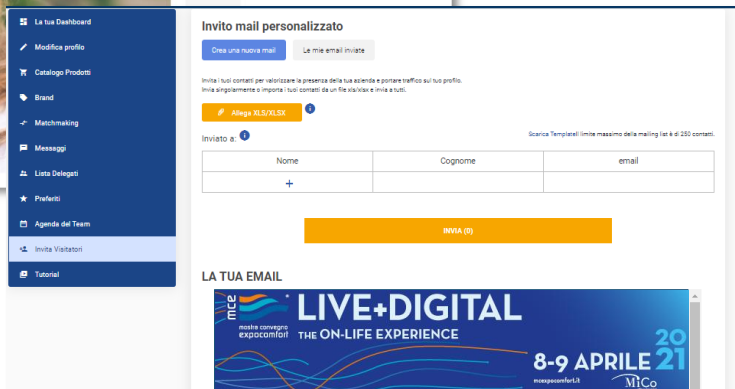 La tua Dashboard
Modifica profilo
Catalogo Prodotti
Brand
Matchmaking
Messaggi
Lista Delegati
Preferiti
Agenda del Team
Invita Visitatori
Tutorial
Invito mail personalizzato
Crea una nuova mail
Le mie email inviate
Invita i tuoi contatti per valorizzare la presenza della tua azienda e portare traffico sul tuo profilo.
Invia singolarmente o importa i tuoi contatti da un file xls/xlsx e invia a tutti.
Allega XLS/XLSX
Inviato a:
Scarica TemplateIl limite massimo della mailing list è di 250 contatti.
Nome Cognome email
+
INVIA (0)
LA TUA EMAIL
mce
mostra convegno
expocomfort
LIVE+DIGITAL
THE ON-LIFE EXPERIENCE
8-9 APRILE
20
21
mcexpocomfort.it
MiCo